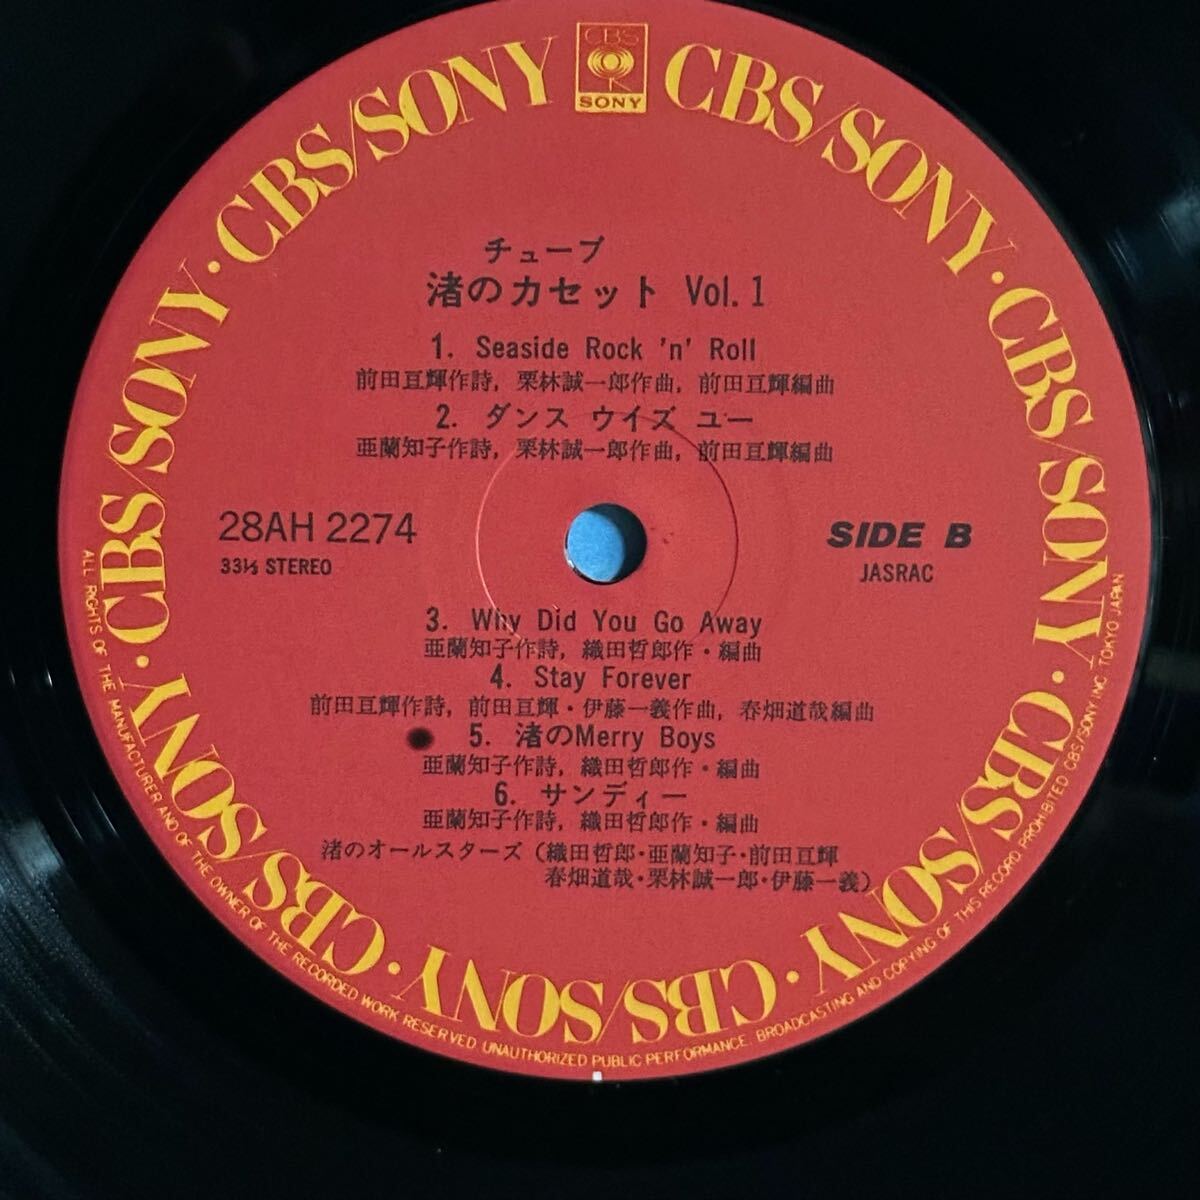 CBS
SONY
CBS/SONY · CBS/SONY · CBS/SONY · CBS/SONY · CBS/SONY · CBS/SONY · CBS/SONY · CBS/SONY · CBS/SONY
チューブ
渚のカセット Vol.1
1. Seaside Rock 'n' Roll
前田亘輝作詩, 栗林誠一郎作曲, 前田亘輝編曲
2. ダンス ウイズ ユー
亜蘭知子作詩, 栗林誠一郎作曲, 前田亘輝編曲
28AH 2274
33⅓ STEREO
SIDE B
JASRAC
3. Why Did You Go Away
亜蘭知子作詩, 織田哲郎作・編曲
4. Stay Forever
前田亘輝作詩, 前田亘輝・伊藤一義作曲, 春畑道哉編曲
5. 渚のMerry Boys
亜蘭知子作詩, 織田哲郎作・編曲
6. サンディー
亜蘭知子作詩, 織田哲郎作・編曲
渚のオールスターズ (織田哲郎・亜蘭知子・前田亘輝
春畑道哉・栗林誠一郎・伊藤一義)
ALL RIGHTS OF THE MANUFACTURER AND OF THE OWNER OF THE RECORDED WORK RESERVED UNAUTHORIZED PUBLIC PERFORMANCE. BROADCASTING AND COPYING OF THIS RECORD PROHIBITED CBS/SONY INC. TOKYO JAPAN